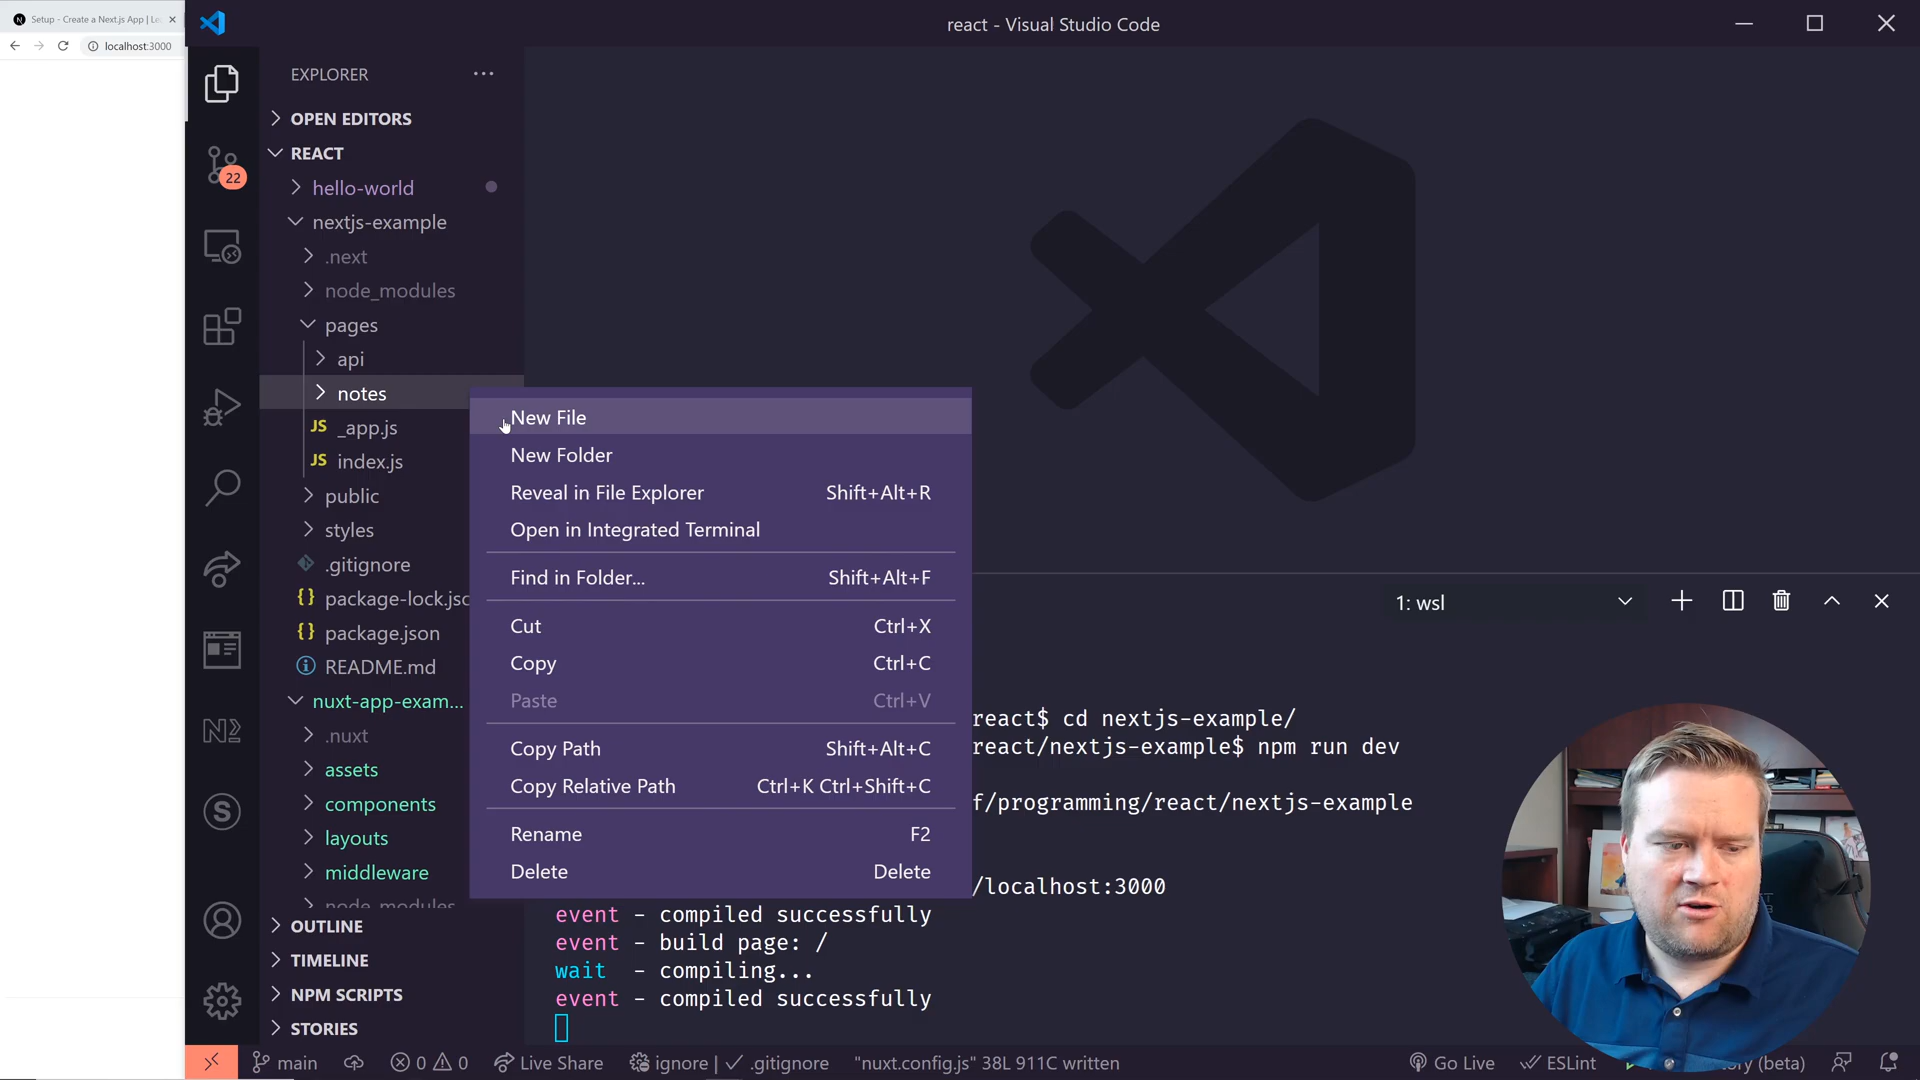 Setup - Create a Next.js App | Le
localhost:3000
react - Visual Studio Code
EXPLORER
OPEN EDITORS
REACT
hello-world
nextjs-example
.next
node_modules
pages
api
notes
JS _app.js
JS index.js
public
styles
.gitignore
{} package-lock.jsc
{} package.json
README.md
nuxt-app-exam...
.nuxt
assets
components
layouts
middleware
node_modules
OUTLINE
TIMELINE
NPM SCRIPTS
STORIES
22
New File
New Folder
Reveal in File Explorer Shift+Alt+R
Open in Integrated Terminal
Find in Folder... Shift+Alt+F
Cut Ctrl+X
Copy Ctrl+C
Paste Ctrl+V
Copy Path Shift+Alt+C
Copy Relative Path Ctrl+K Ctrl+Shift+C
Rename F2
Delete Delete
1: wsl
react$ cd nextjs-example/
react/nextjs-example$ npm run dev
f/programming/react/nextjs-example
/localhost:3000
event - compiled successfully
event - build page: /
wait - compiling...
event - compiled successfully
main 0 0 Live Share ignore | .gitignore "nuxt.config.js" 38L 911C written Go Live ESLint (beta)